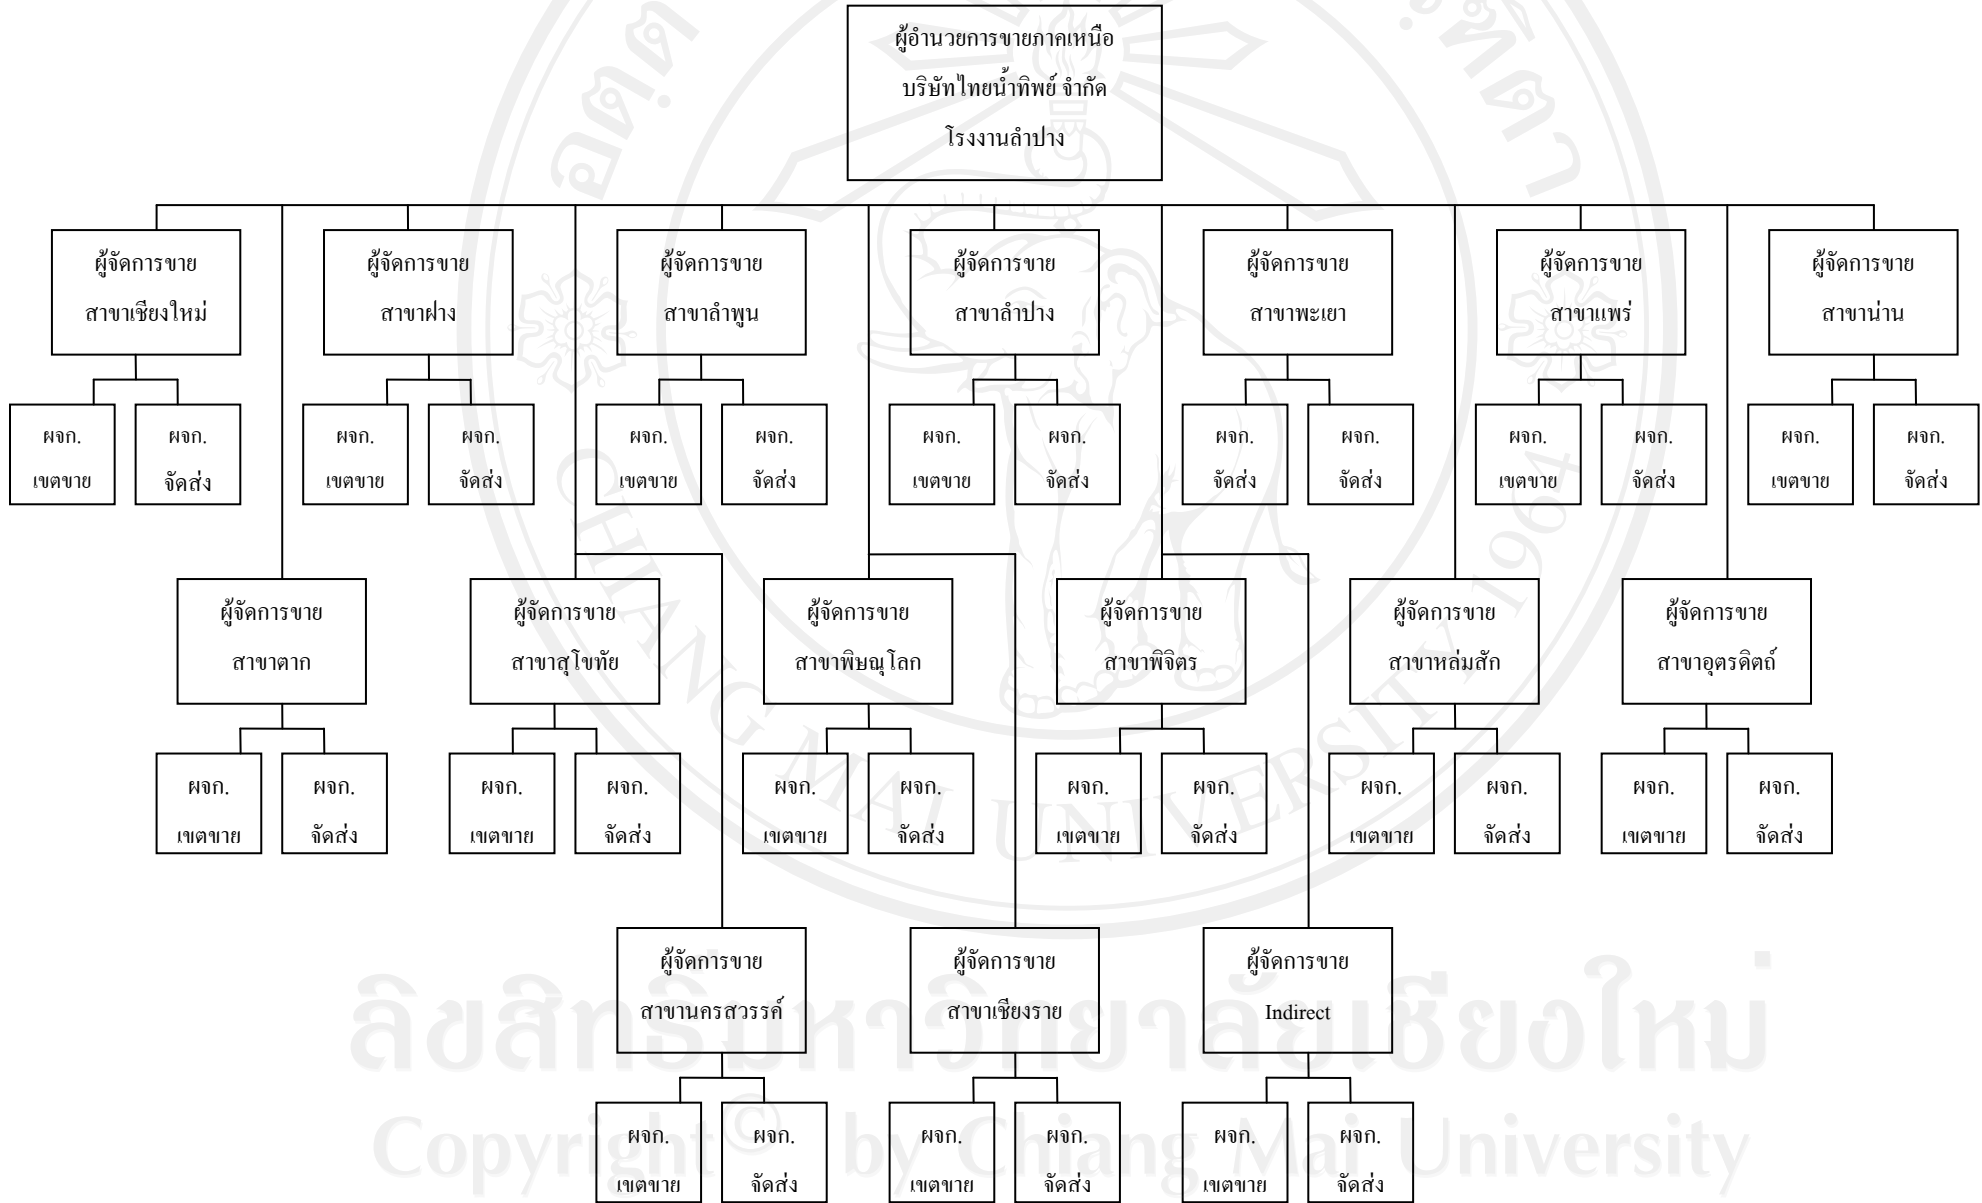 ผู้อำนวยการขายภาคเหนือ
บริษัทไทยน้ำทิพย์ จำกัด
โรงงานลำปาง
ผู้จัดการขาย
สาขาเชียงใหม่
ผู้จัดการขาย
สาขาฝาง
ผู้จัดการขาย
สาขาลำพูน
ผู้จัดการขาย
สาขาลำปาง
ผู้จัดการขาย
สาขาพะเยา
ผู้จัดการขาย
สาขาแพร่
ผู้จัดการขาย
สาขาน่าน
ผจก.
เขตขาย
ผจก.
จัดส่ง
ผจก.
เขตขาย
ผจก.
จัดส่ง
ผจก.
เขตขาย
ผจก.
จัดส่ง
ผจก.
เขตขาย
ผจก.
จัดส่ง
ผจก.
จัดส่ง
ผจก.
จัดส่ง
ผจก.
เขตขาย
ผจก.
จัดส่ง
ผจก.
เขตขาย
ผจก.
จัดส่ง
ผู้จัดการขาย
สาขาตาก
ผู้จัดการขาย
สาขาสุโขทัย
ผู้จัดการขาย
สาขาพิษณุโลก
ผู้จัดการขาย
สาขาพิจิตร
ผู้จัดการขาย
สาขาหล่มสัก
ผู้จัดการขาย
สาขาอุตรดิตถ์
ผจก.
เขตขาย
ผจก.
จัดส่ง
ผจก.
เขตขาย
ผจก.
จัดส่ง
ผจก.
เขตขาย
ผจก.
จัดส่ง
ผจก.
เขตขาย
ผจก.
จัดส่ง
ผจก.
เขตขาย
ผจก.
จัดส่ง
ผจก.
เขตขาย
ผจก.
จัดส่ง
ผู้จัดการขาย
สาขานครสวรรค์
ผู้จัดการขาย
สาขาเชียงราย
ผู้จัดการขาย
Indirect
ผจก.
เขตขาย
ผจก.
จัดส่ง
ผจก.
เขตขาย
ผจก.
จัดส่ง
ผจก.
เขตขาย
ผจก.
จัดส่ง
CHIANG MAI UNIVERSITY 1964
ลิขสิทธิ์มหาวิทยาลัยเชียงใหม่
Copyright © by Chiang Mai University